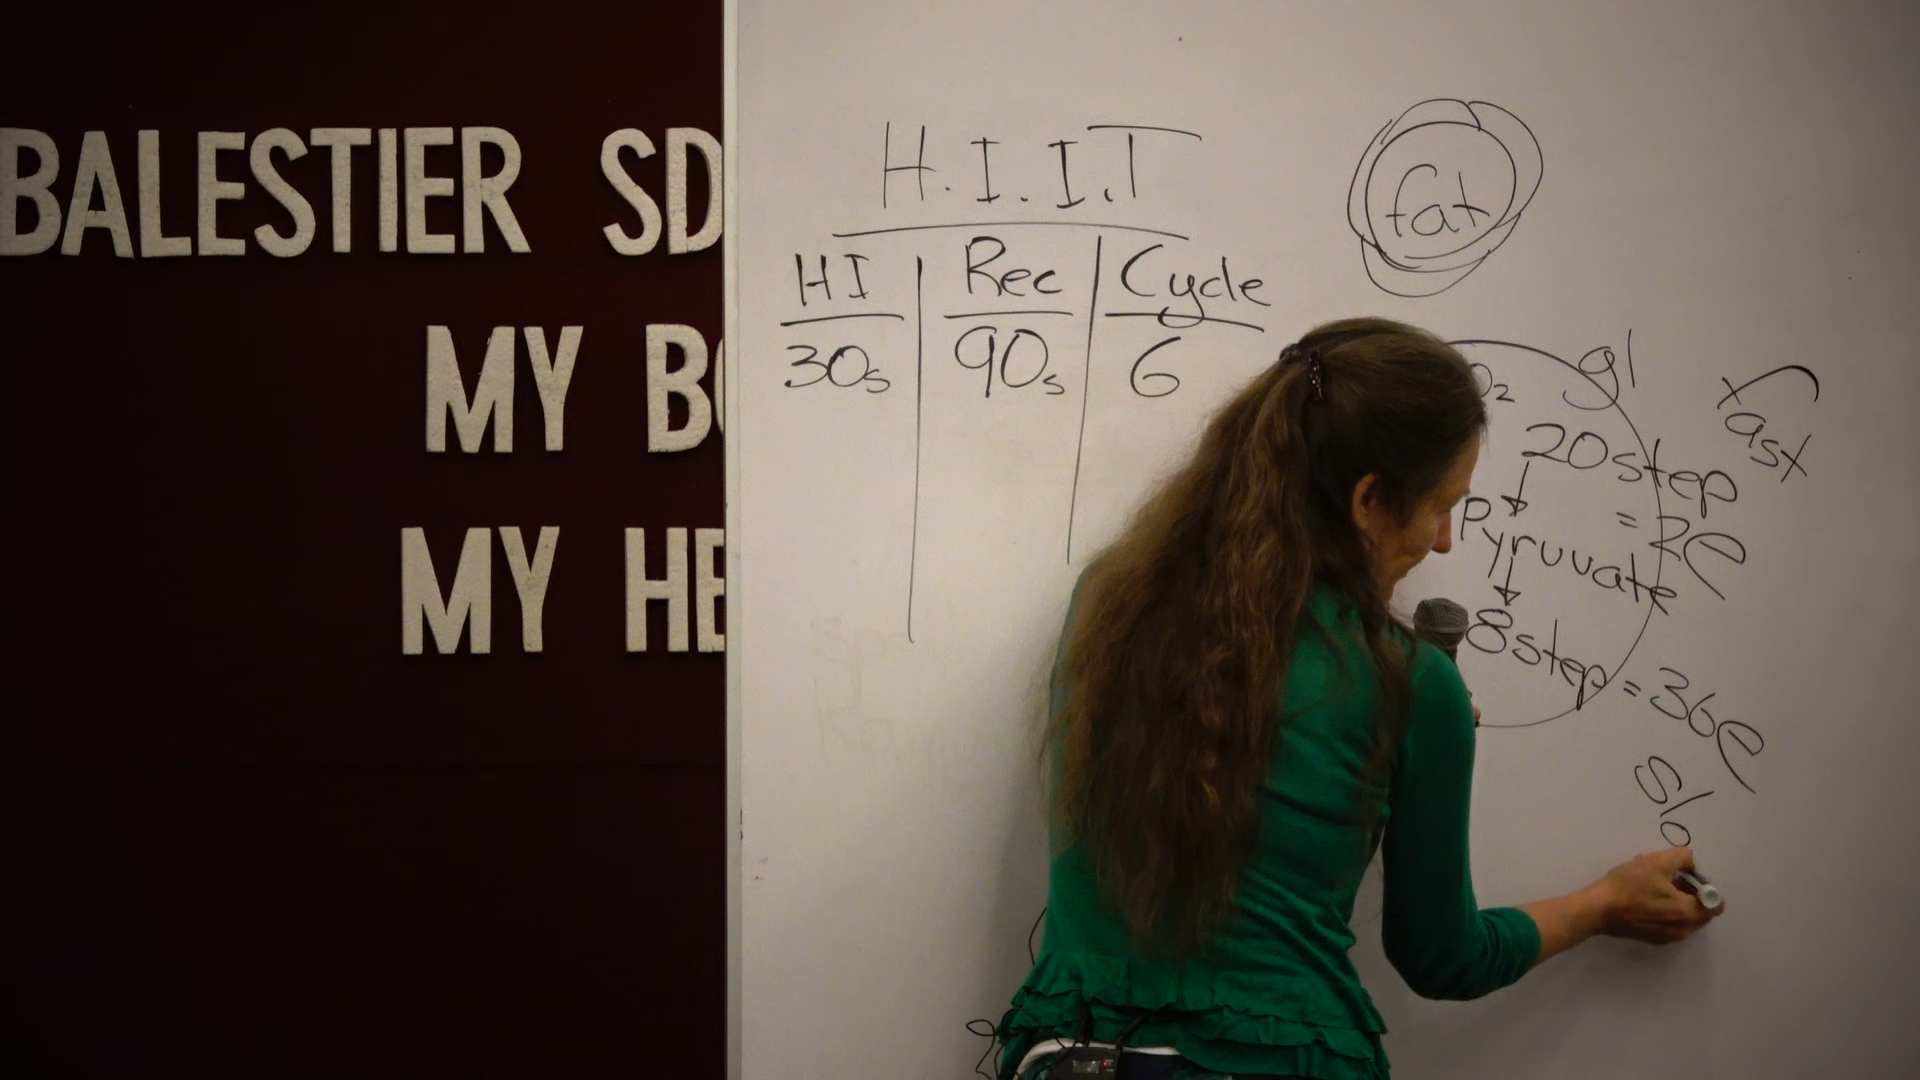 BALESTIER SD
MY B
MY HE
H.I.I.T
HI Rec Cycle
30s 90s 6
fat
O2
gl
fast
20step
= 2e
Pyruvate
8step = 36e
Slo